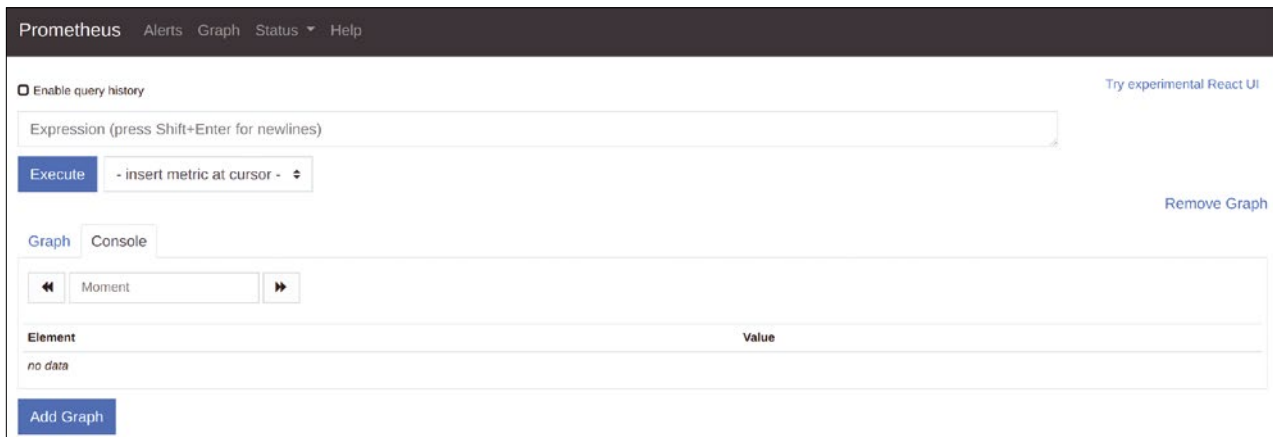 Prometheus Alerts Graph Status Help
Enable query history
Try experimental React UI
Expression (press Shift+Enter for newlines)
Execute - insert metric at cursor -
Remove Graph
Graph Console
Moment
Element Value
no data
Add Graph